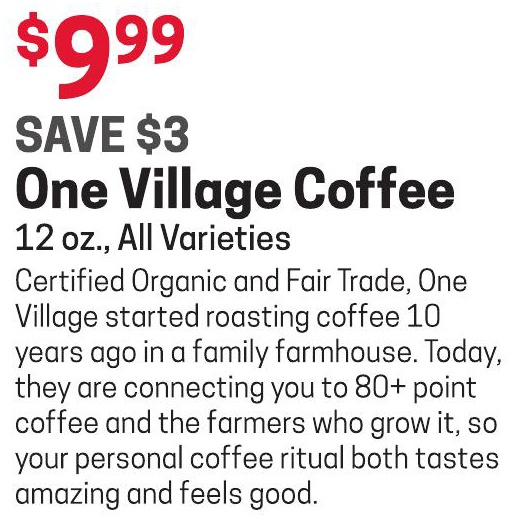 $9.99
SAVE $3
One Village Coffee
12 oz., All Varieties
Certified Organic and Fair Trade, One
Village started roasting coffee 10
years ago in a family farmhouse. Today,
they are connecting you to 80+ point
coffee and the farmers who grow it, so
your personal coffee ritual both tastes
amazing and feels good.